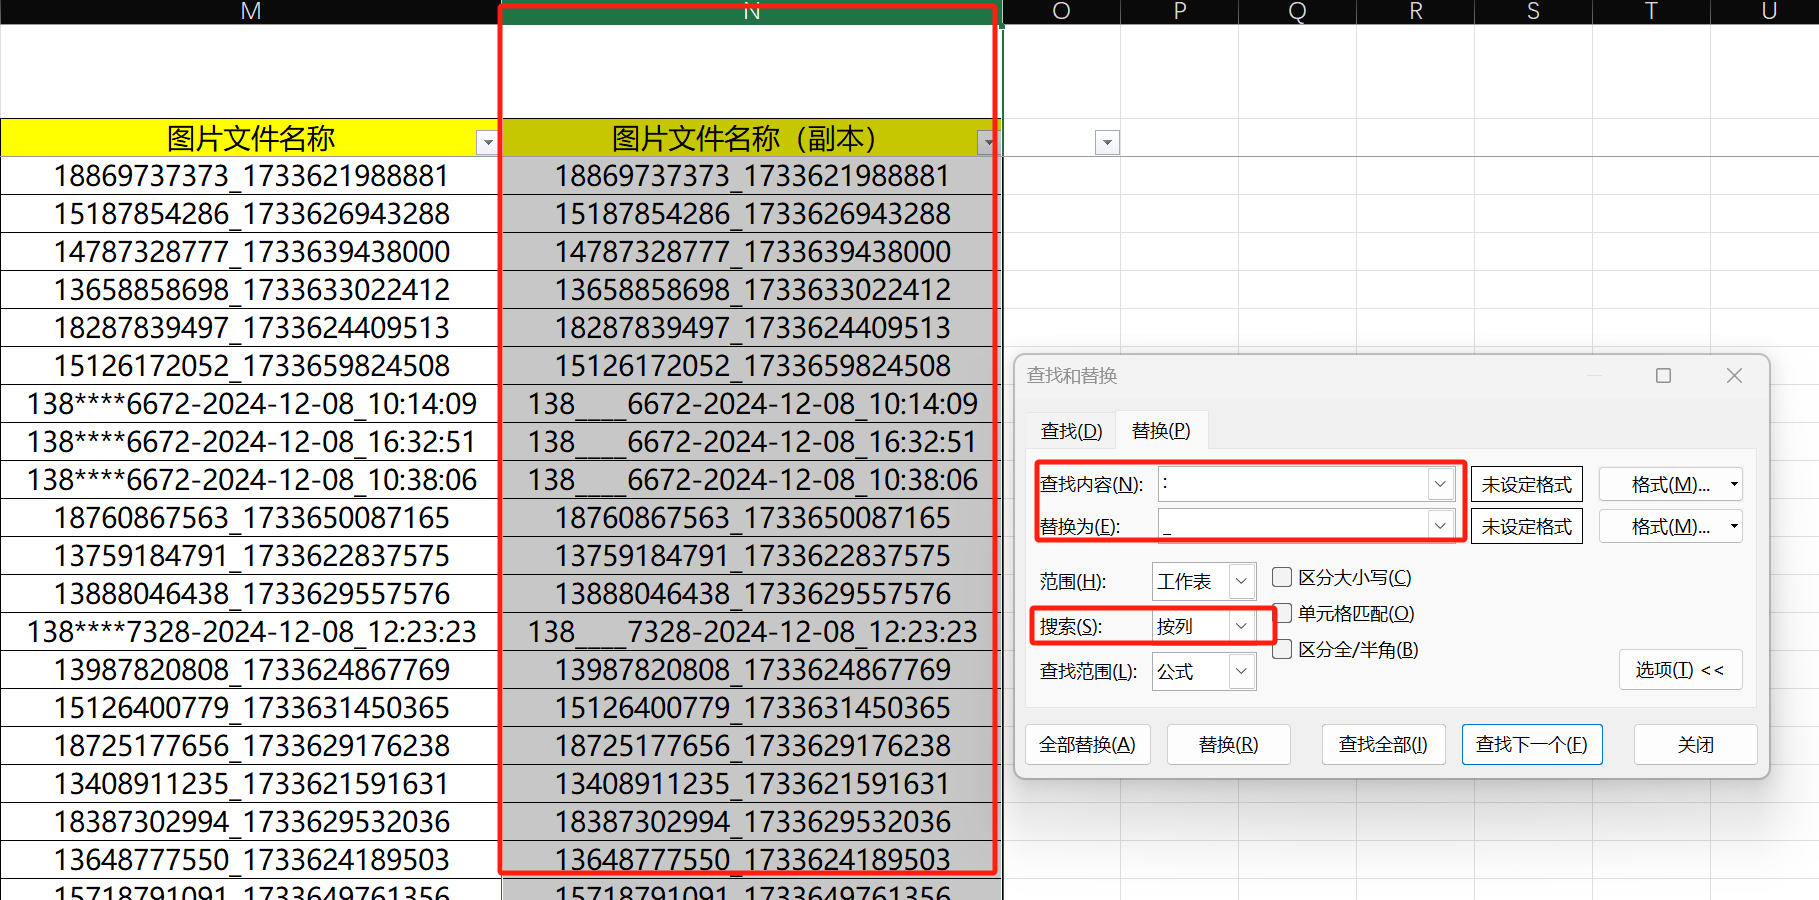 M N O P Q R S T U
图片文件名称 图片文件名称（副本）
18869737373_1733621988881 18869737373_1733621988881
15187854286_1733626943288 15187854286_1733626943288
14787328777_1733639438000 14787328777_1733639438000
13658858698_1733633022412 13658858698_1733633022412
18287839497_1733624409513 18287839497_1733624409513
15126172052_1733659824508 15126172052_1733659824508
138****6672-2024-12-08_10:14:09 138____6672-2024-12-08_10:14:09
138****6672-2024-12-08_16:32:51 138____6672-2024-12-08_16:32:51
138****6672-2024-12-08_10:38:06 138____6672-2024-12-08_10:38:06
18760867563_1733650087165 18760867563_1733650087165
13759184791_1733622837575 13759184791_1733622837575
13888046438_1733629557576 13888046438_1733629557576
138****7328-2024-12-08_12:23:23 138____7328-2024-12-08_12:23:23
13987820808_1733624867769 13987820808_1733624867769
15126400779_1733631450365 15126400779_1733631450365
18725177656_1733629176238 18725177656_1733629176238
13408911235_1733621591631 13408911235_1733621591631
18387302994_1733629532036 18387302994_1733629532036
13648777550_1733624189503 13648777550_1733624189503
15718791091_1733649761356 15718791091_1733649761356
查找和替换
查找(D) 替换(P)
查找内容(N): : 未设定格式 格式(M)...
替换为(E): _ 未设定格式 格式(M)...
范围(H): 工作表 区分大小写(C)
单元格匹配(O)
搜索(S): 按列
区分全/半角(B)
查找范围(L): 公式 选项(T) <<
全部替换(A) 替换(R) 查找全部(I) 查找下一个(F) 关闭